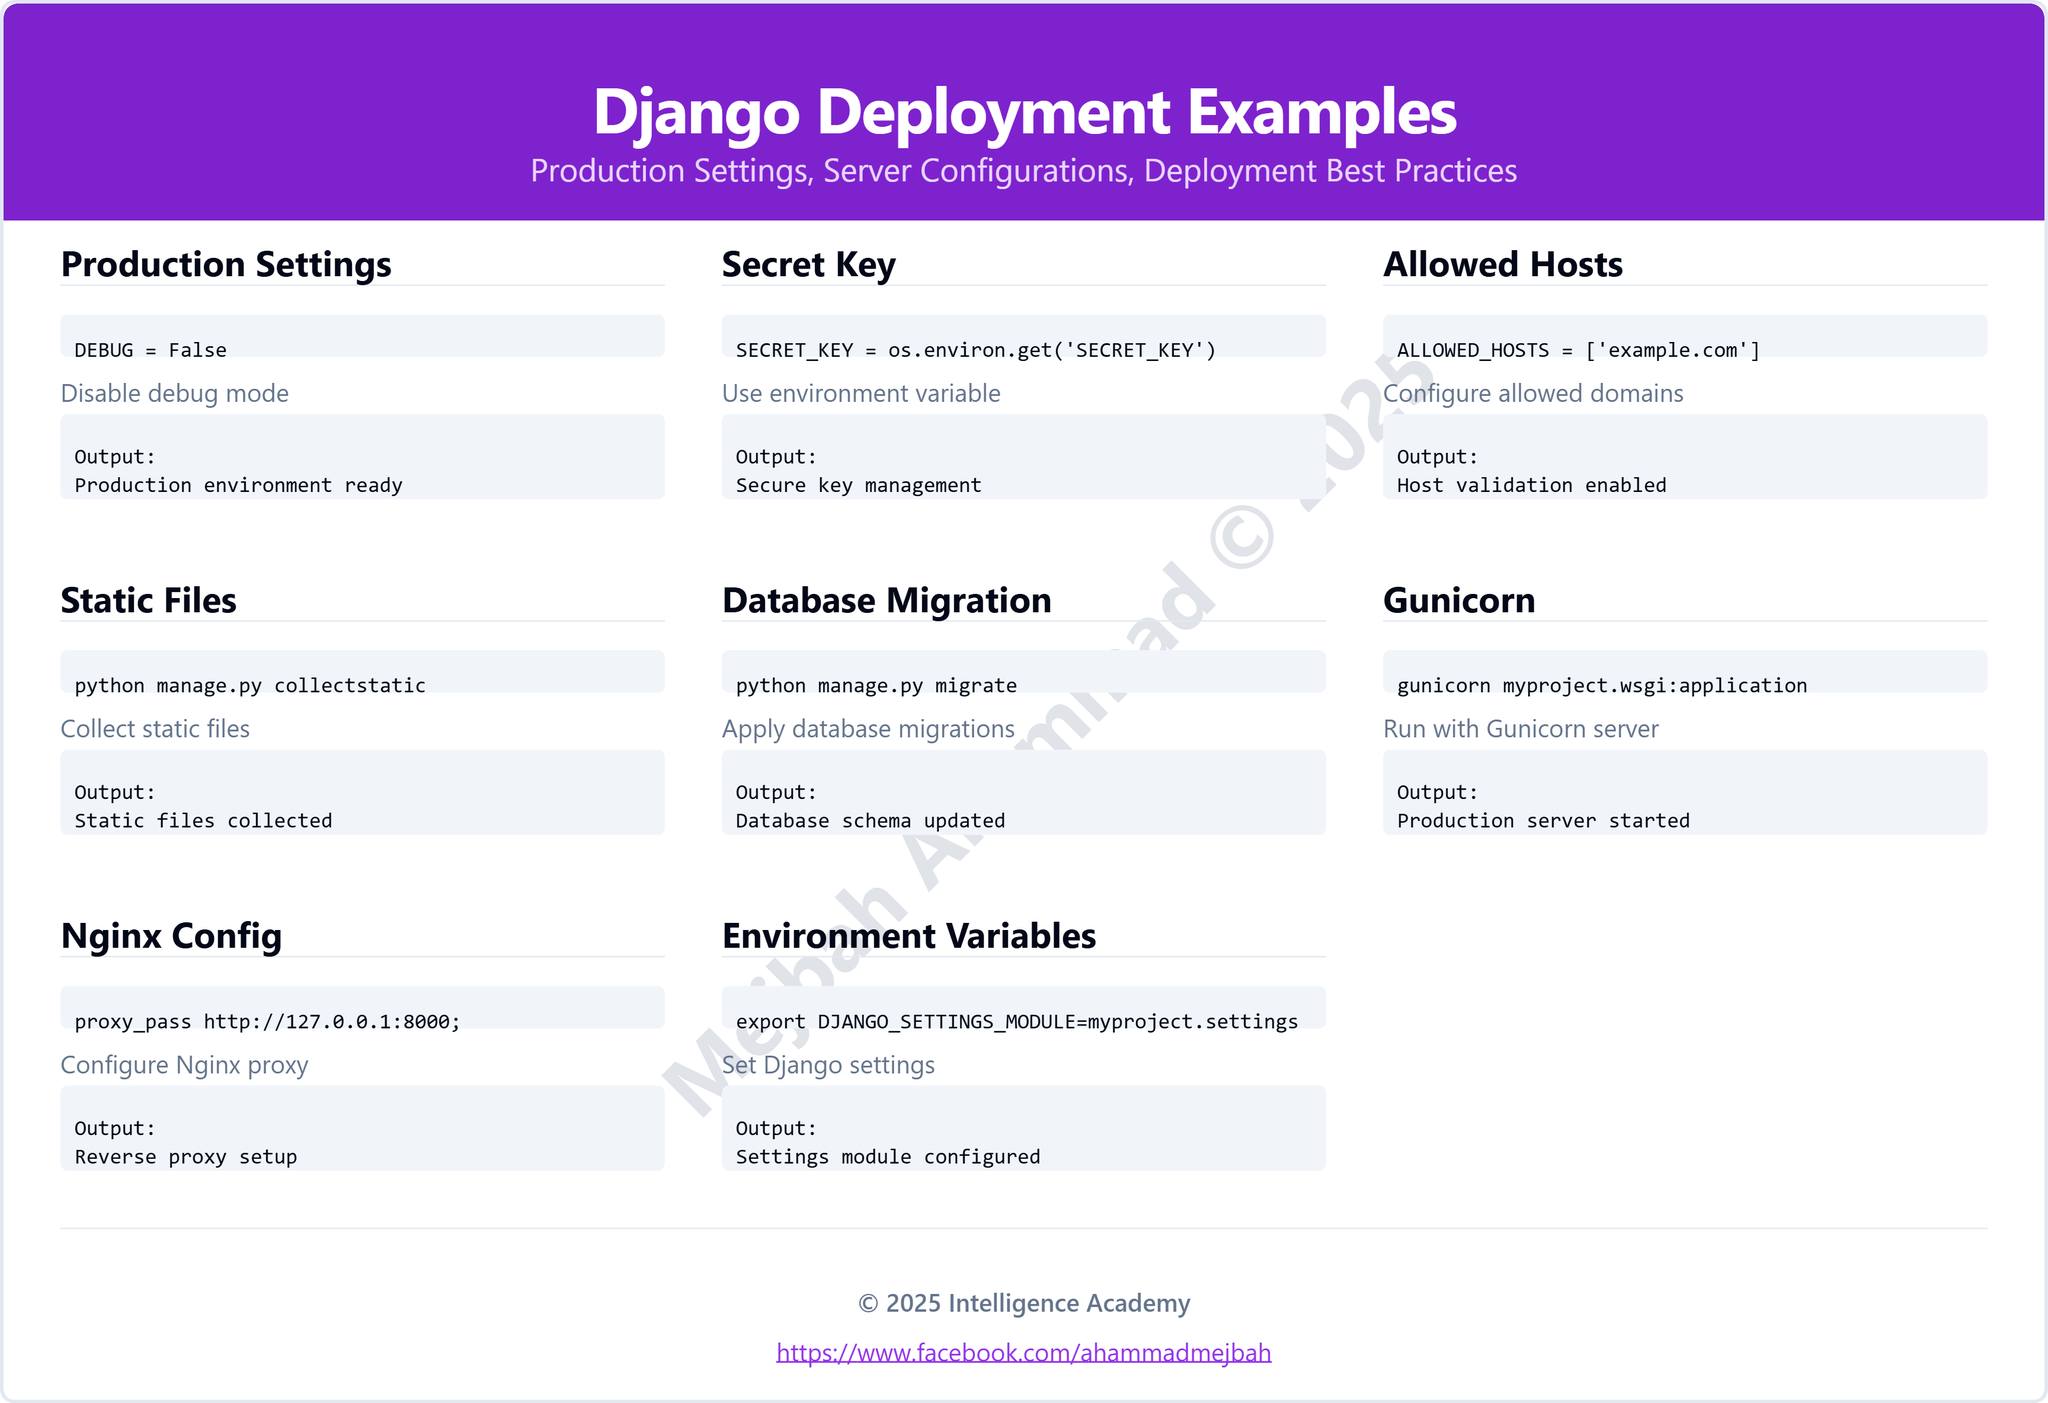 Django Deployment Examples
Production Settings, Server Configurations, Deployment Best Practices
Production Settings
DEBUG = False
Disable debug mode
Output:
Production environment ready
Secret Key
SECRET_KEY = os.environ.get('SECRET_KEY')
Use environment variable
Output:
Secure key management
Allowed Hosts
ALLOWED_HOSTS = ['example.com']
Configure allowed domains
Output:
Host validation enabled
Static Files
python manage.py collectstatic
Collect static files
Output:
Static files collected
Database Migration
python manage.py migrate
Apply database migrations
Output:
Database schema updated
Gunicorn
gunicorn myproject.wsgi:application
Run with Gunicorn server
Output:
Production server started
Nginx Config
proxy_pass http://127.0.0.1:8000;
Configure Nginx proxy
Output:
Reverse proxy setup
Environment Variables
export DJANGO_SETTINGS_MODULE=myproject.settings
Set Django settings
Output:
Settings module configured
Mejbah Ahammad © 2025
© 2025 Intelligence Academy
https://www.facebook.com/ahammadmejbah